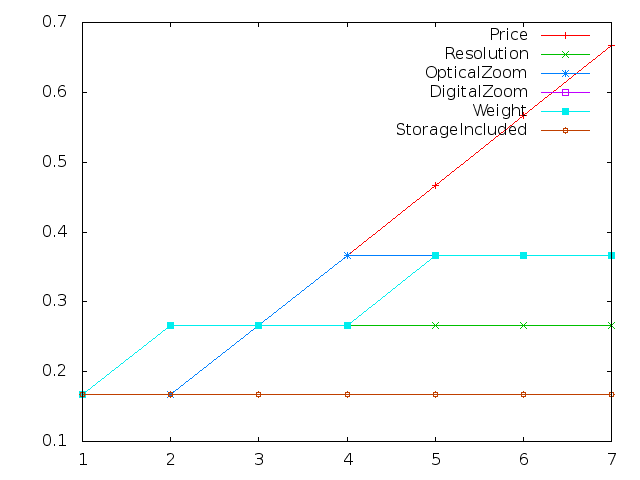 0.7
0.6
0.5
0.4
0.3
0.2
0.1
1 2 3 4 5 6 7
Price
Resolution
OpticalZoom
DigitalZoom
Weight
StorageIncluded